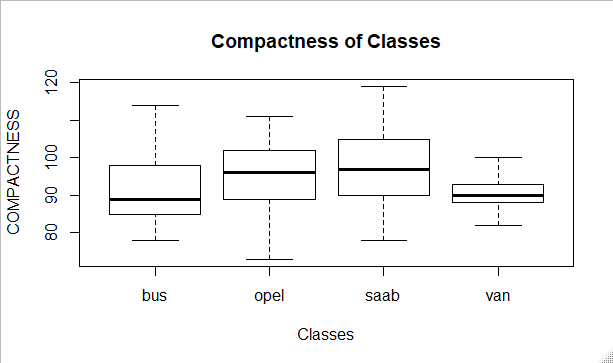 Compactness of Classes
COMPACTNESS
120
100
90
80
bus opel saab van
Classes